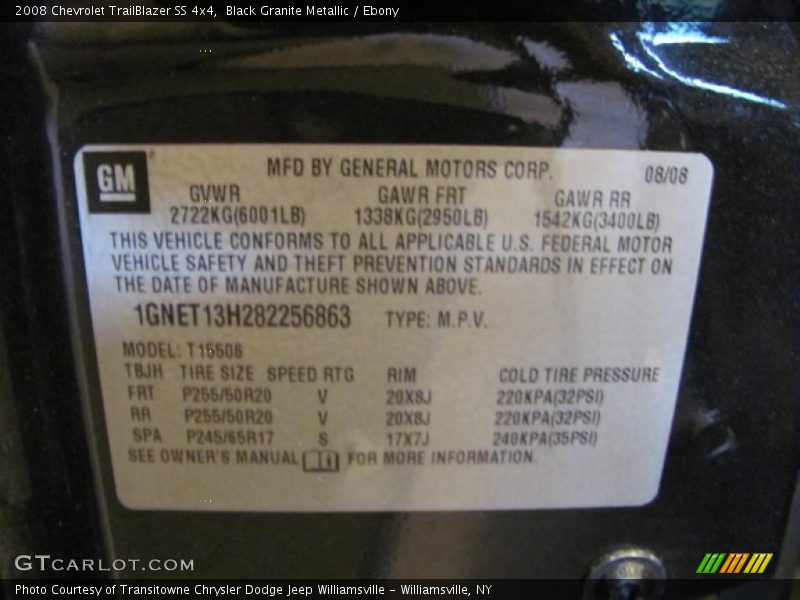 2008 Chevrolet TrailBlazer SS 4x4,  Black Granite Metallic / Ebony
GM MFD BY GENERAL MOTORS CORP. 08/08
GVWR GAWR FRT GAWR RR
2722KG(6001LB) 1338KG(2950LB) 1542KG(3400LB)
THIS VEHICLE CONFORMS TO ALL APPLICABLE U.S. FEDERAL MOTOR
VEHICLE SAFETY AND THEFT PREVENTION STANDARDS IN EFFECT ON
THE DATE OF MANUFACTURE SHOWN ABOVE.
1GNET13H282256863 TYPE: M.P.V.
MODEL: T15506
TBJH TIRE SIZE SPEED RTG RIM COLD TIRE PRESSURE
FRT P255/50R20 V 20X8J 220KPA(32PSI)
RR P255/50R20 V 20X8J 220KPA(32PSI)
SPA P245/65R17 S 17X7J 240KPA(35PSI)
SEE OWNER'S MANUAL FOR MORE INFORMATION.
GTCARLOT.COM
Photo Courtesy of Transitowne Chrysler Dodge Jeep Williamsville - Williamsville, NY